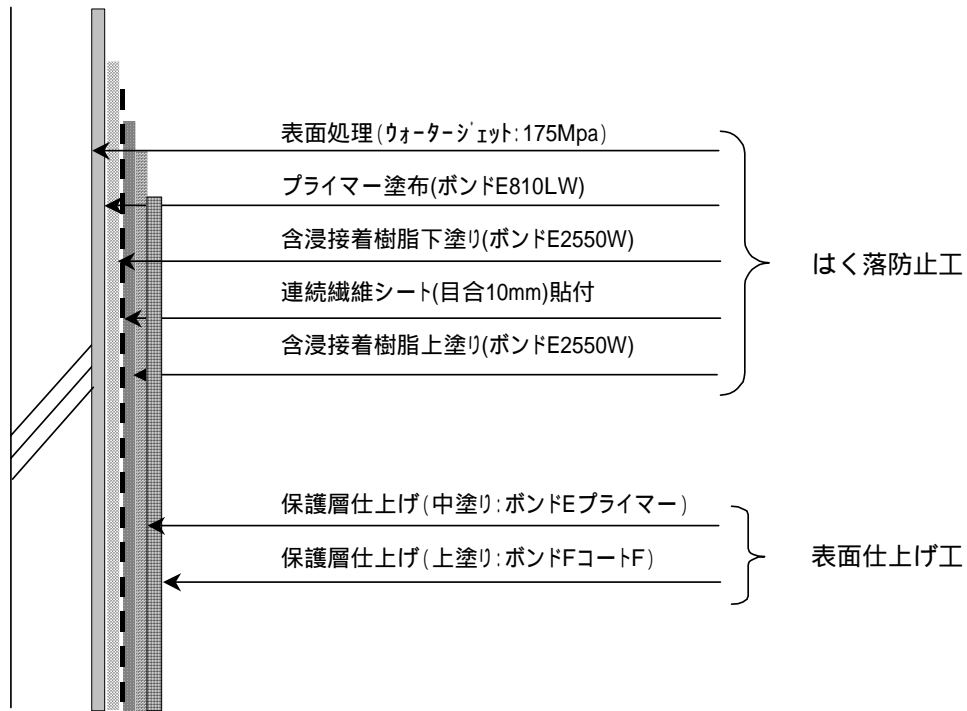 表面処理(ｳｫｰﾀｰｼﾞｪｯﾄ:175Mpa)
プライマー塗布(ボンドE810LW)
含浸接着樹脂下塗り(ボンドE2550W)
連続繊維シート(目合10mm)貼付
含浸接着樹脂上塗り(ボンドE2550W)
はく落防止工
保護層仕上げ(中塗り:ボンドEプライマー)
保護層仕上げ(上塗り:ボンドFコートF)
表面仕上げ工